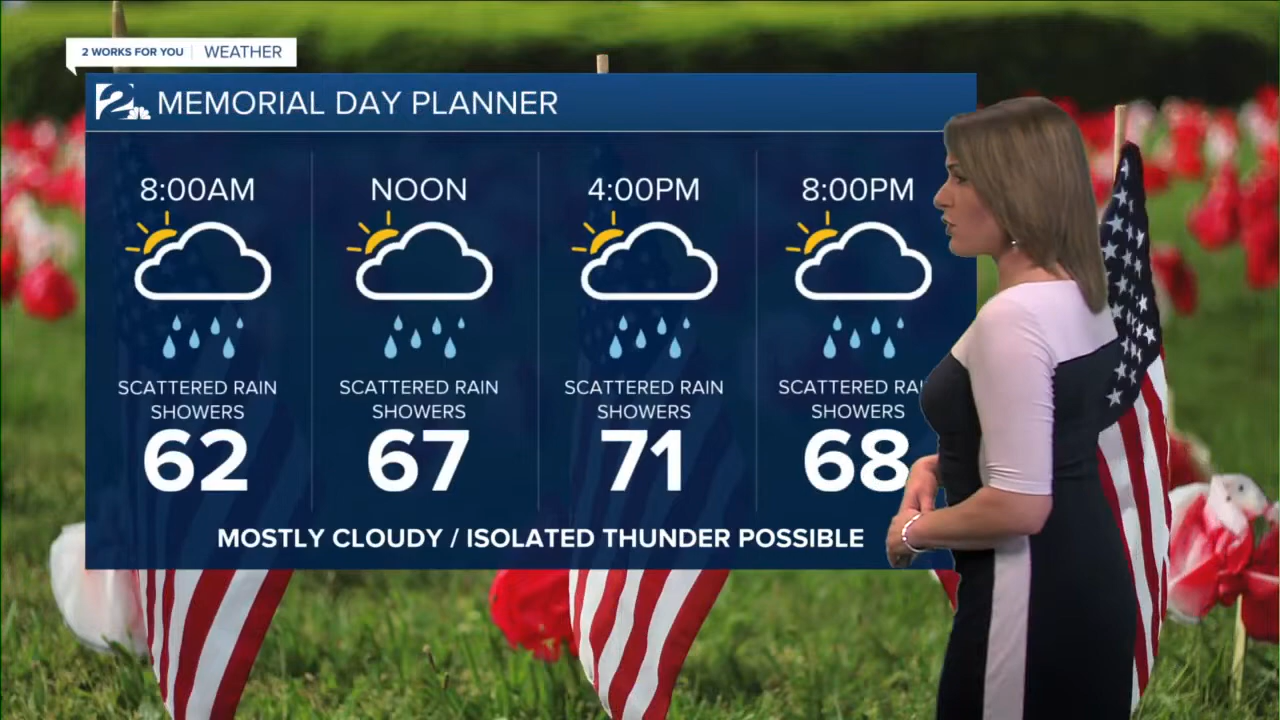 2 WORKS FOR YOU | WEATHER
2 MEMORIAL DAY PLANNER
8:00AM NOON 4:00PM 8:00PM
SCATTERED RAIN SCATTERED RAIN SCATTERED RAIN SCATTERED
SHOWERS SHOWERS SHOWERS SHOWERS
62 67 71 68
MOSTLY CLOUDY / ISOLATED THUNDER POSSIBLE